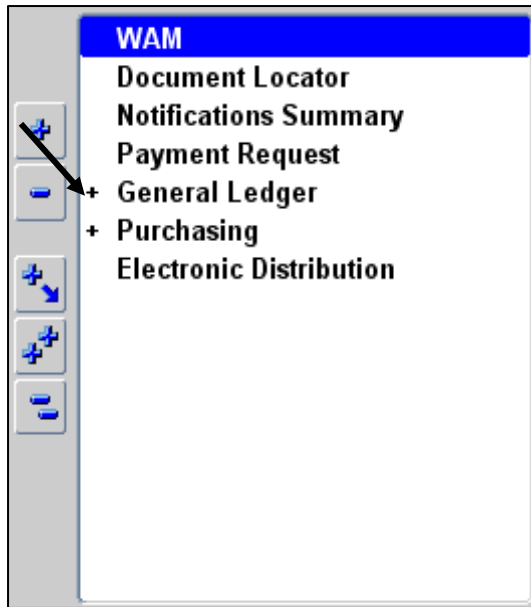 WAM
Document Locator
Notifications Summary
Payment Request
+ General Ledger
+ Purchasing
Electronic Distribution